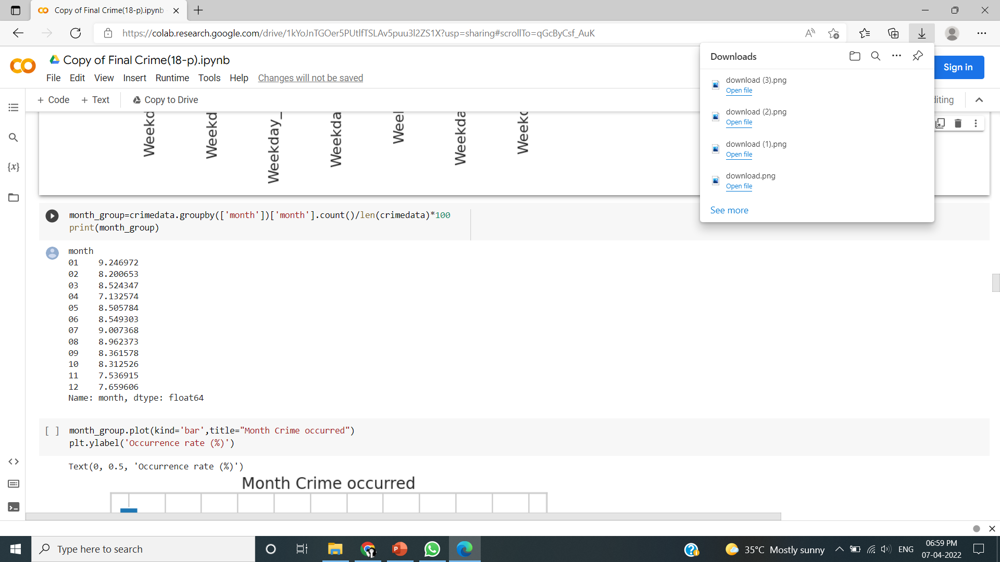 Copy of Final Crime(18-p).ipynb
https://colab.research.google.com/drive/1kYoJnTGOer5PUtlfTSLAv5puu3l2ZS1X?usp=sharing#scrollTo=qGcByCsf_AuK
Copy of Final Crime(18-p).ipynb
File Edit View Insert Runtime Tools Help Changes will not be saved
Sign in
+ Code + Text Copy to Drive
diting
Downloads
download (3).png
Open file
download (2).png
Open file
download (1).png
Open file
download.png
Open file
See more
Weekd
Weekd
Weekday_
Weekda
Weel
Weekda
Weekc
{x}
month_group=crimedata.groupby(['month'])['month'].count()/len(crimedata)*100
print(month_group)
month
01 9.246972
02 8.200653
03 8.524347
04 7.132574
05 8.505784
06 8.549303
07 9.007368
08 8.962373
09 8.361578
10 8.312526
11 7.536915
12 7.659606
Name: month, dtype: float64
[ ] month_group.plot(kind='bar',title="Month Crime occurred")
plt.ylabel('Occurrence rate (%)')
Text(0, 0.5, 'Occurrence rate (%)')
Month Crime occurred
Type here to search
35°C Mostly sunny
ENG
06:59 PM
07-04-2022